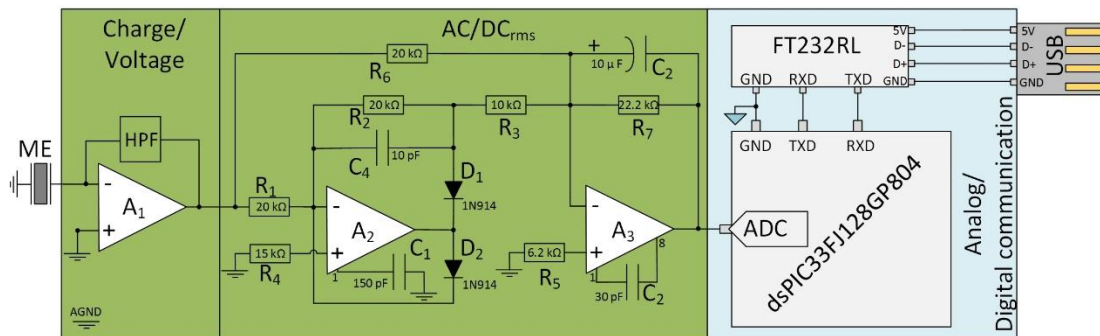 Charge/
Voltage
AC/DCrms
ME
HPF
-
+
A1
AGND
R1
20 kΩ
15 kΩ
R4
20 kΩ
R6
20 kΩ
R2
C4
10 pF
-
+
A2
1
C1
150 pF
D1
1N914
D2
1N914
10 kΩ
R3
+
10 µF
C2
22.2 kΩ
R7
6.2 kΩ
R5
-
+
A3
1
8
30 pF
C2
FT232RL
5V
D-
D+
GND
GND
RXD
TXD
5V
D-
D+
GND
USB
GND
TXD
RXD
ADC
dsPIC33FJ128GP804
Analog/
Digital communication